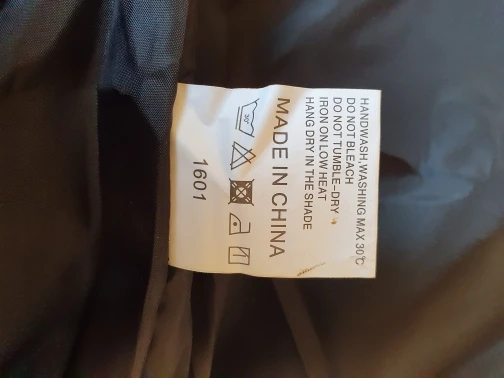 HANDWASH,WASHING MAX 30℃
DO NOT BLEACH
DO NOT TUMBLE-DRY
IRON ON LOW HEAT
HANG DRY IN THE SHADE
MADE IN CHINA
30°
1601